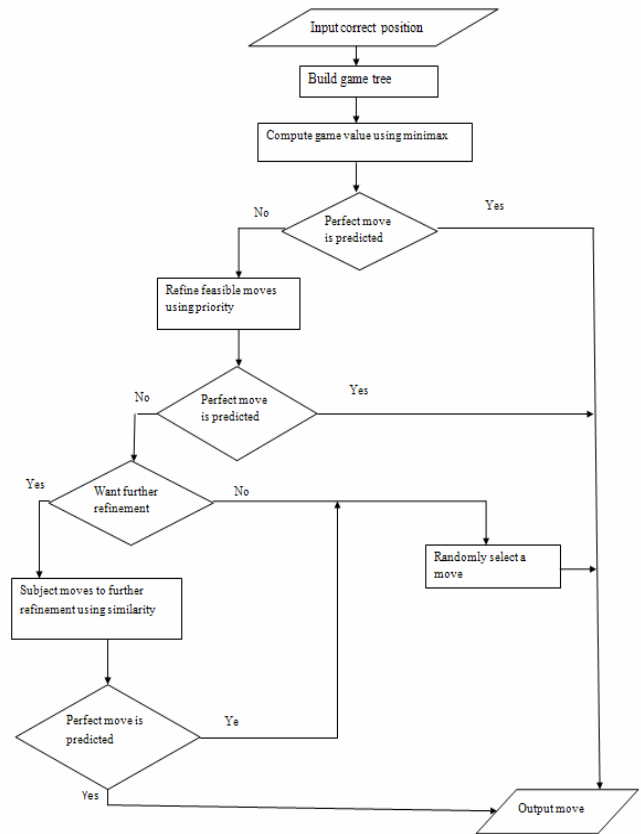 Input correct position
Build game tree
Compute game value using minimax
No
Yes
Perfect move
is predicted
Refine feasible moves
using priority
No
Yes
Perfect move
is predicted
Yes
No
Want further
refinement
Randomly select a
move
Subject moves to further
refinement using similarity
Perfect move is
predicted
Ye
Yes
Output move